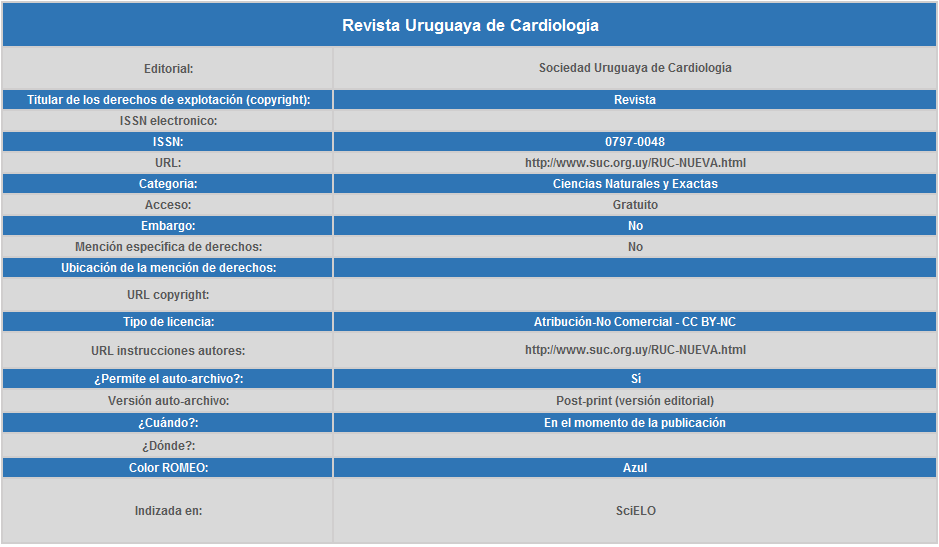 Revista Uruguaya de Cardiología
Editorial: Sociedad Uruguaya de Cardiología
Titular de los derechos de explotación (copyright): Revista
ISSN electronico:
ISSN: 0797-0048
URL: http://www.suc.org.uy/RUC-NUEVA.html
Categoria: Ciencias Naturales y Exactas
Acceso: Gratuito
Embargo: No
Mención específica de derechos: No
Ubicación de la mención de derechos:
URL copyright:
Tipo de licencia: Atribución-No Comercial - CC BY-NC
URL instrucciones autores: http://www.suc.org.uy/RUC-NUEVA.html
¿Permite el auto-archivo?: Sí
Versión auto-archivo: Post-print (versión editorial)
¿Cuándo?: En el momento de la publicación
¿Dónde?:
Color ROMEO: Azul
Indizada en: SciELO